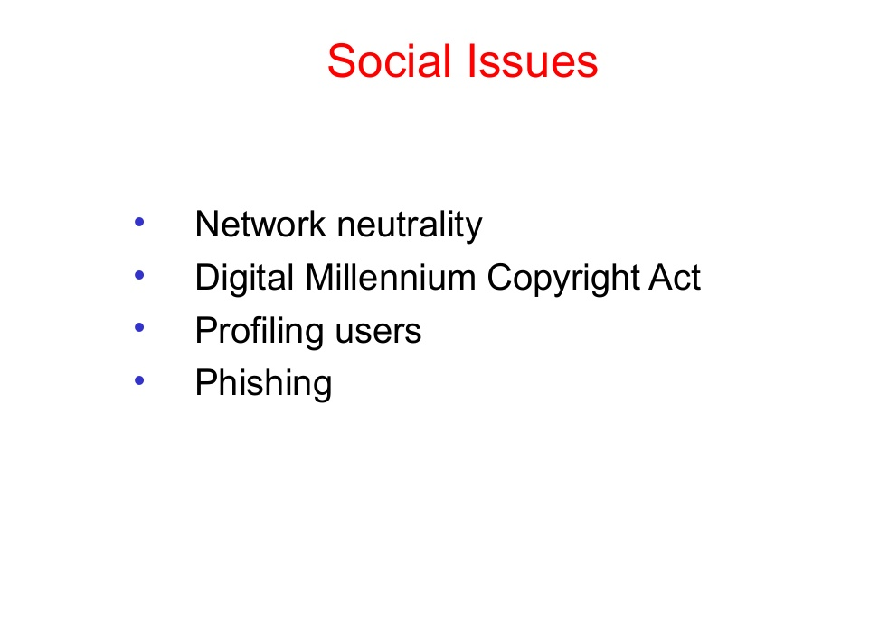 Social Issues
• Network neutrality
• Digital Millennium Copyright Act
• Profiling users
• Phishing